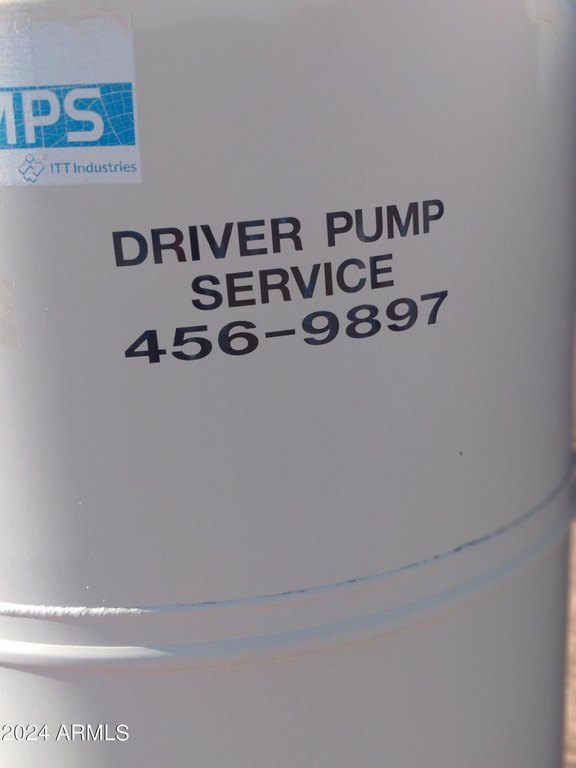 MPS
ITT Industries
DRIVER PUMP
SERVICE
456-9897
2024 ARMLS